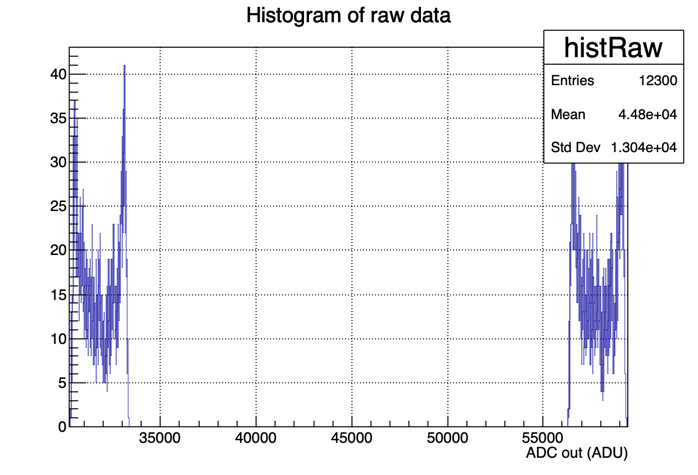 Histogram of raw data
histRaw
Entries 12300
Mean 4.48e+04
Std Dev 1.304e+04
40
35
30
25
20
15
10
5
0
35000 40000 45000 50000 55000
ADC out (ADU)